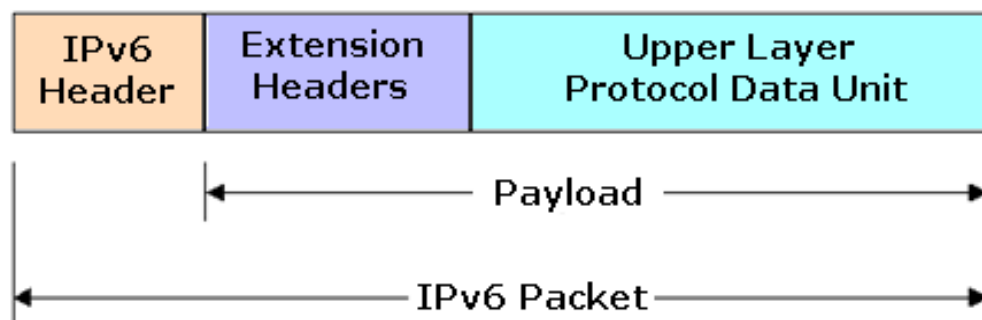 IPv6
Header
Extension
Headers
Upper Layer
Protocol Data Unit
Payload
IPv6 Packet